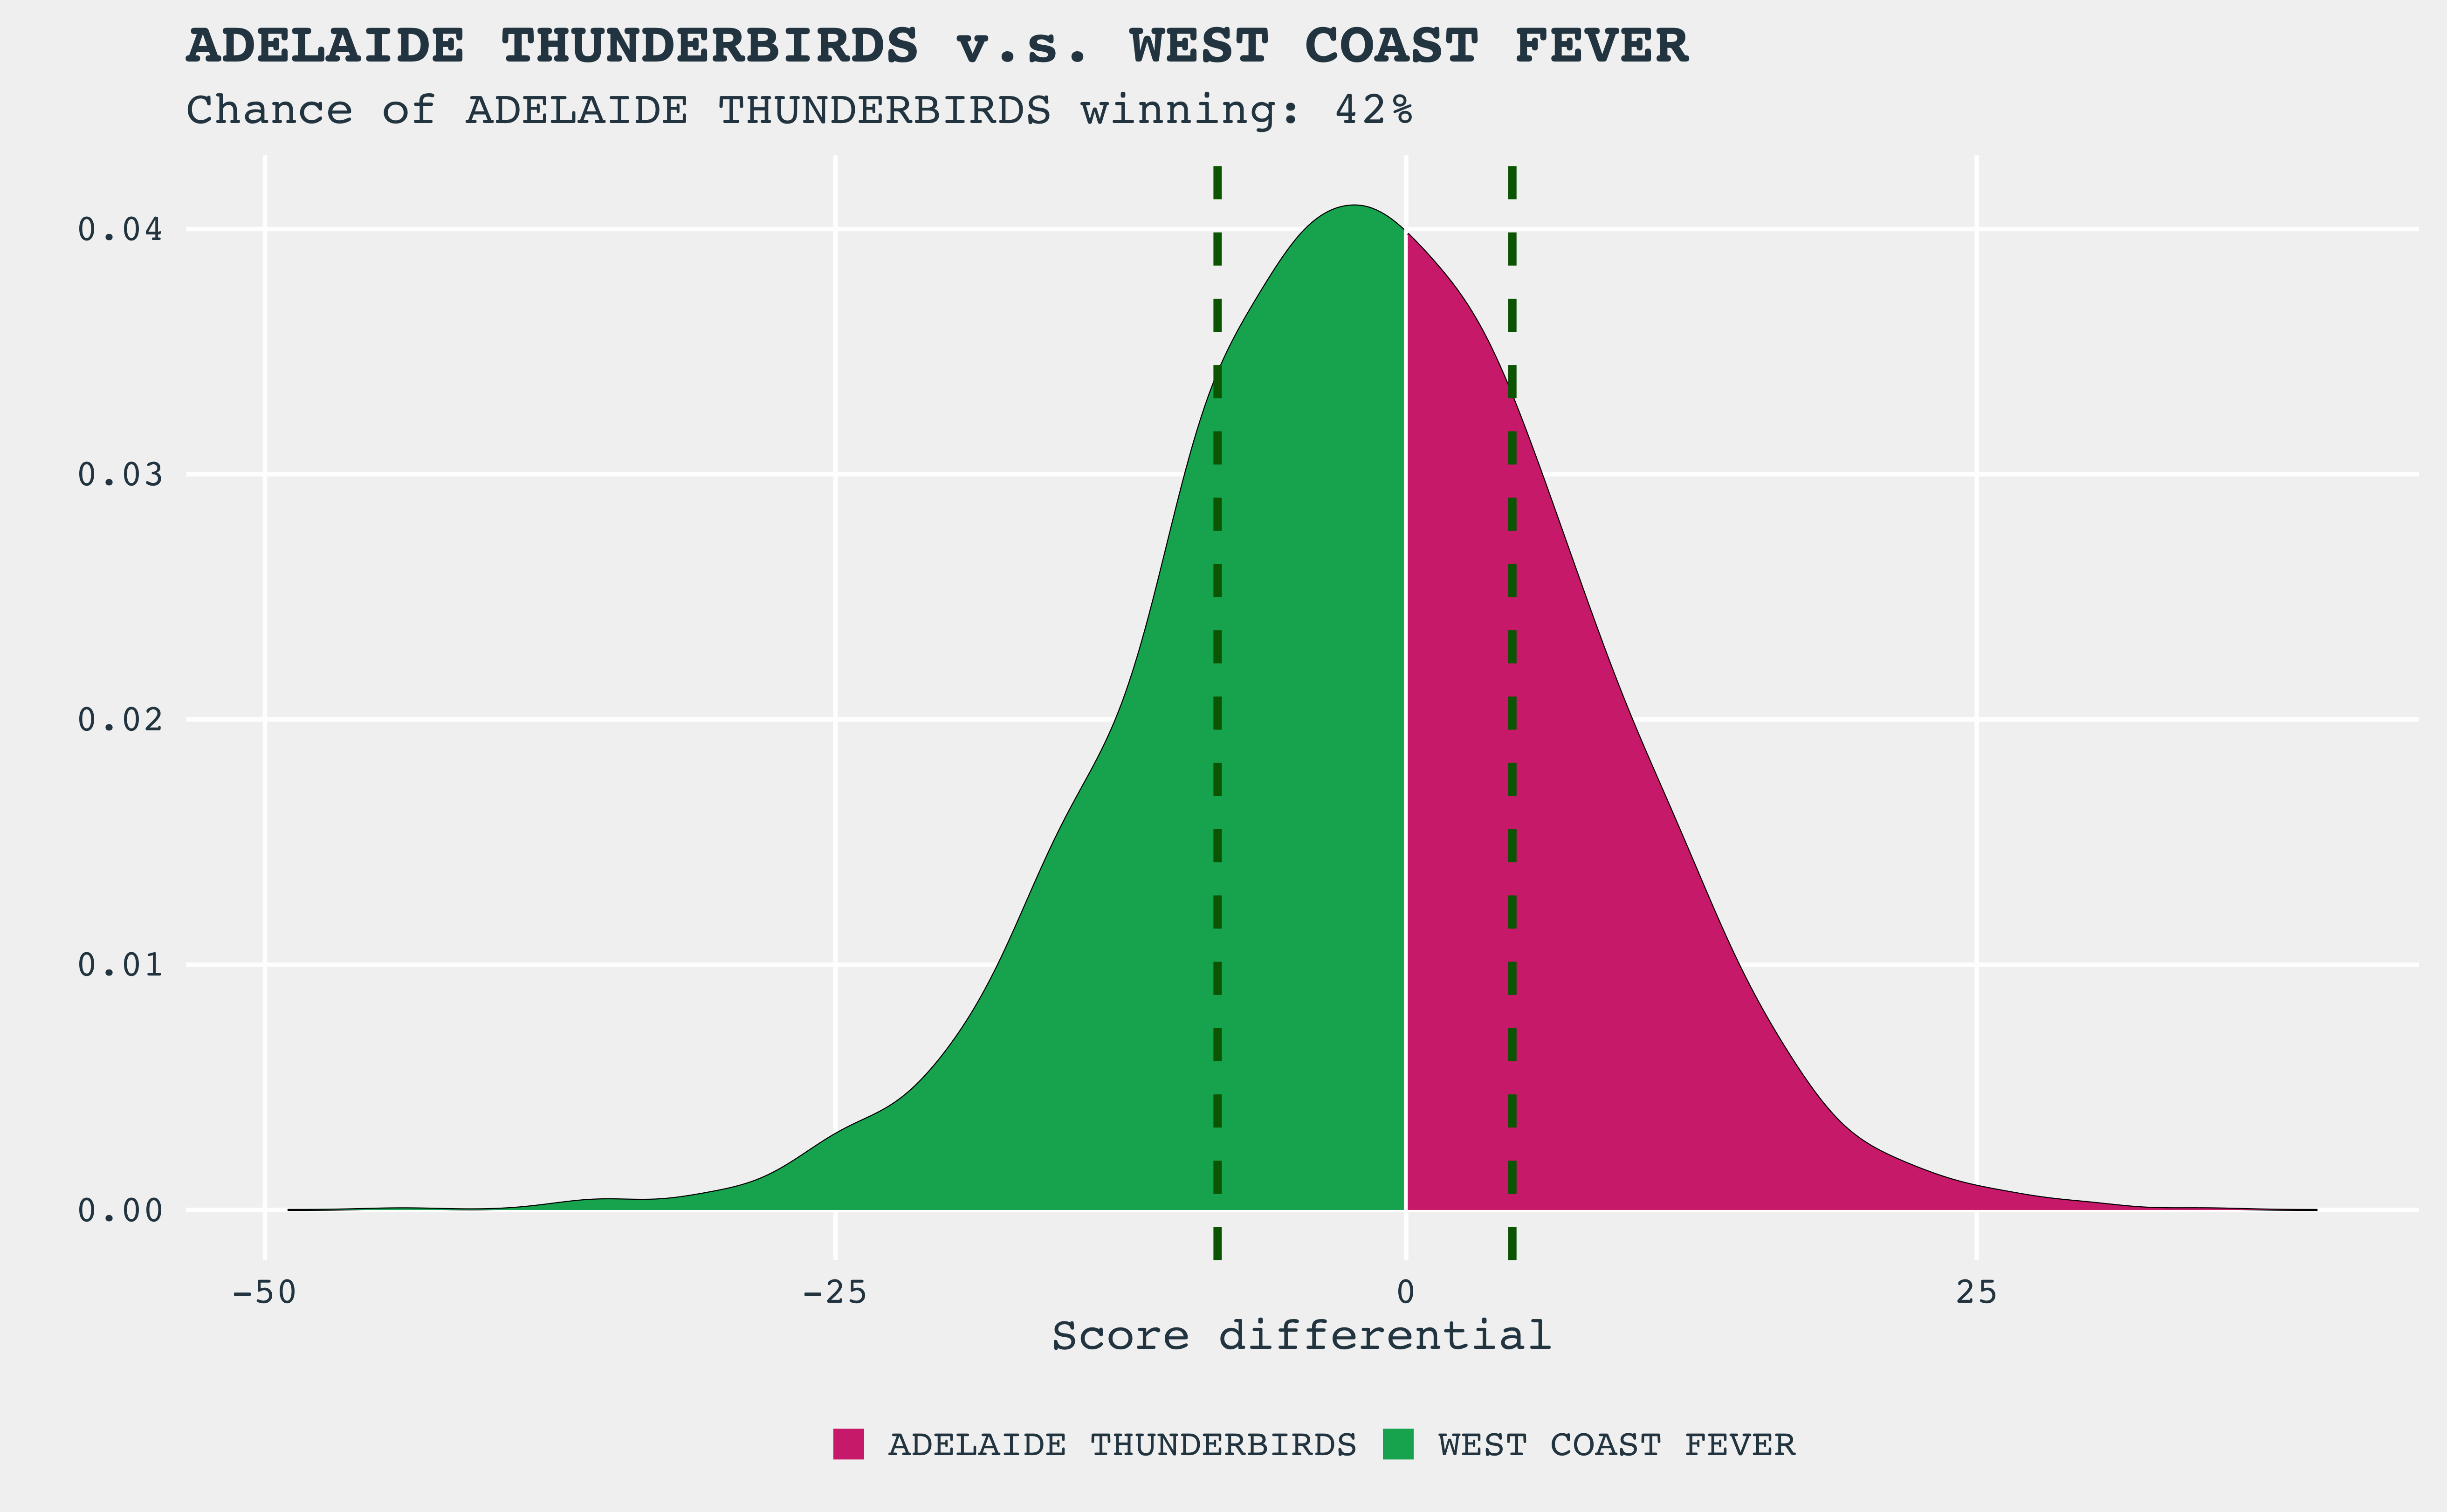 ADELAIDE THUNDERBIRDS v.s. WEST COAST FEVER
Chance of ADELAIDE THUNDERBIRDS winning: 42%
0.04
0.03
0.02
0.01
0.00
-50 -25 0 25
Score differential
ADELAIDE THUNDERBIRDS WEST COAST FEVER